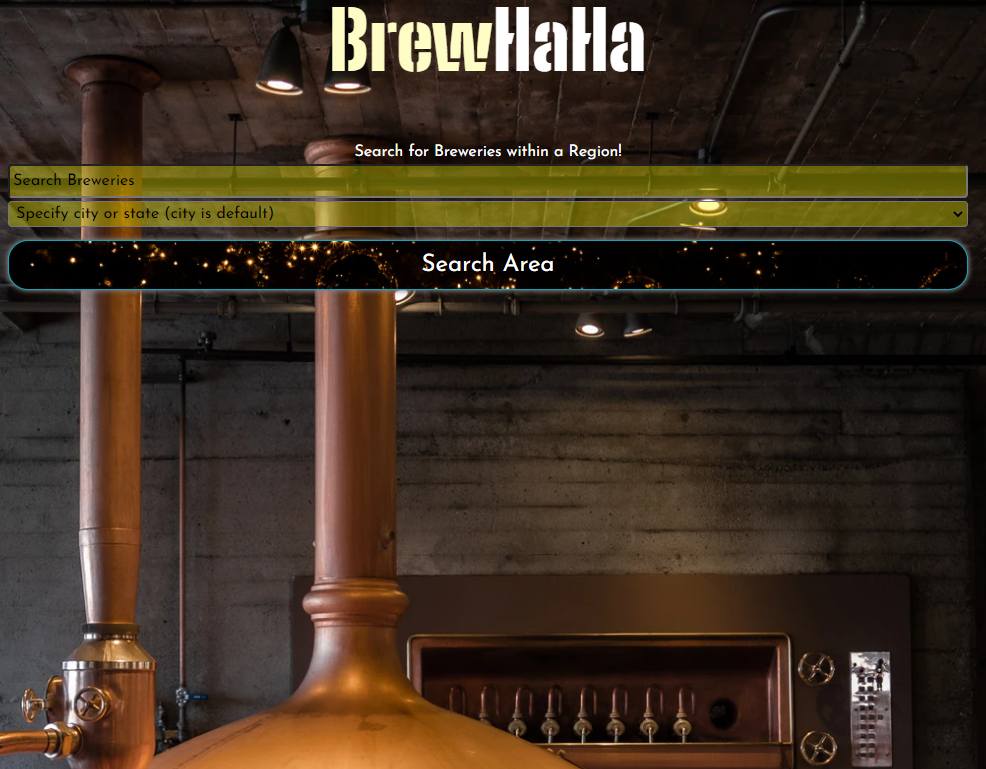 BrewHaHa
Search for Breweries within a Region!
Search Breweries
Specify city or state (city is default)
Search Area